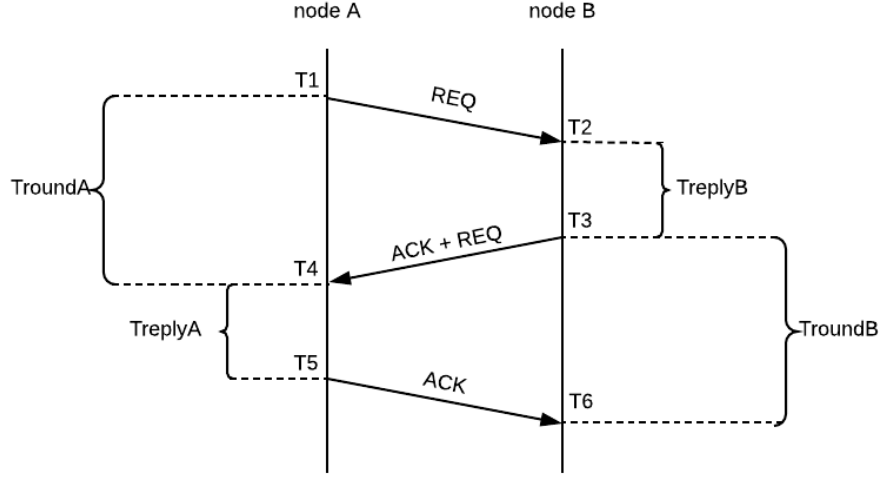 node A
node B
T1
REQ
T2
TroundA
TreplyB
T3
ACK + REQ
T4
TreplyA
TroundB
T5
ACK
T6